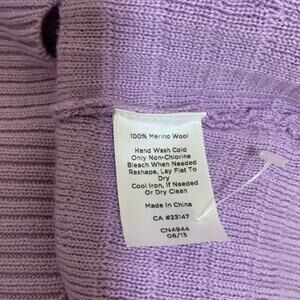 100% Merino Wool
Hand Wash Cold
Only Non-Chlorine
Bleach When Needed
Reshape, Lay Flat To
Dry
Cool Iron, if Needed
Or Dry Clean
Made In China
CA #23147
CN4944
08/13